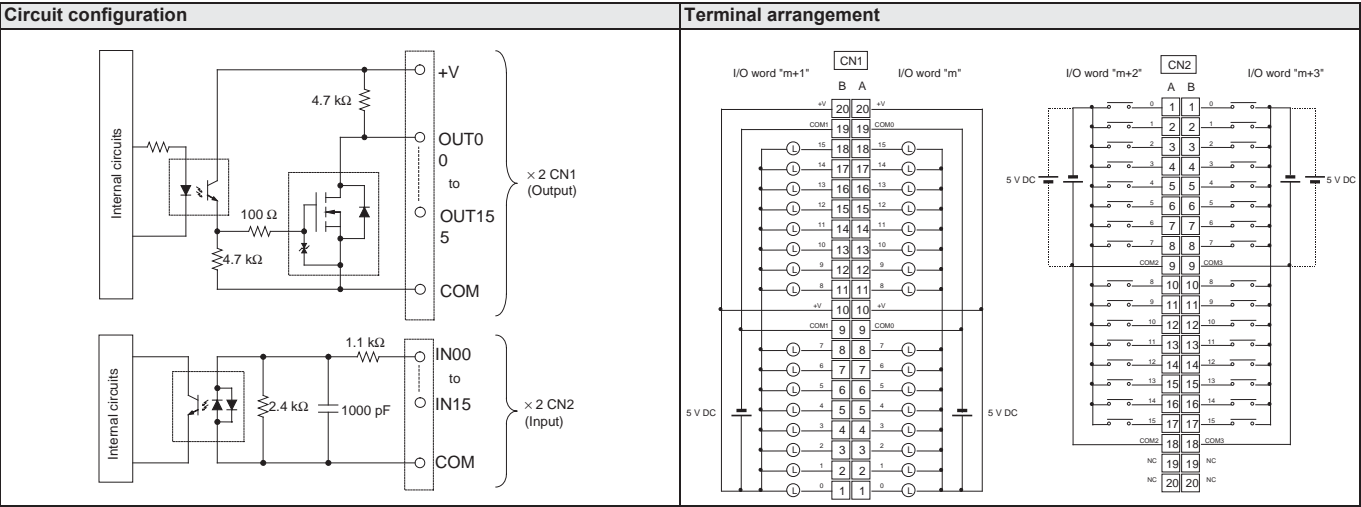 Circuit configuration
Internal circuits
4.7 kΩ
100 Ω
4.7 kΩ
+V
OUT0
0
to
OUT15
5
COM
× 2 CN1
(Output)
Internal circuits
2.4 kΩ
1000 pF
1.1 kΩ
IN00
to
IN15
COM
× 2 CN2
(Input)
Terminal arrangement
CN1
I/O word "m+1" I/O word "m"
B A
+V 20 20 +V
COM1 19 19 COM0
L 15 18 18 15 L
L 14 17 17 14 L
L 13 16 16 13 L
L 12 15 15 12 L
L 11 14 14 11 L
L 10 13 13 10 L
L 9 12 12 9 L
L 8 11 11 8 L
+V 10 10 +V
COM1 9 9 COM0
L 7 8 8 7 L
L 6 7 7 6 L
L 5 6 6 5 L
5 V DC L 4 5 5 4 L 5 V DC
L 3 4 4 3 L
L 2 3 3 2 L
L 1 2 2 1 L
L 0 1 1 0 L
CN2
I/O word "m+2" I/O word "m+3"
A B
0 1 1 0
1 2 2 1
2 3 3 2
3 4 4 3
5 V DC 4 5 5 4 5 V DC
5 6 6 5
6 7 7 6
7 8 8 7
COM2 9 9 COM3
8 10 10 8
9 11 11 9
10 12 12 10
11 13 13 11
12 14 14 12
13 15 15 13
14 16 16 14
15 17 17 15
COM2 18 18 COM3
NC 19 19 NC
NC 20 20 NC